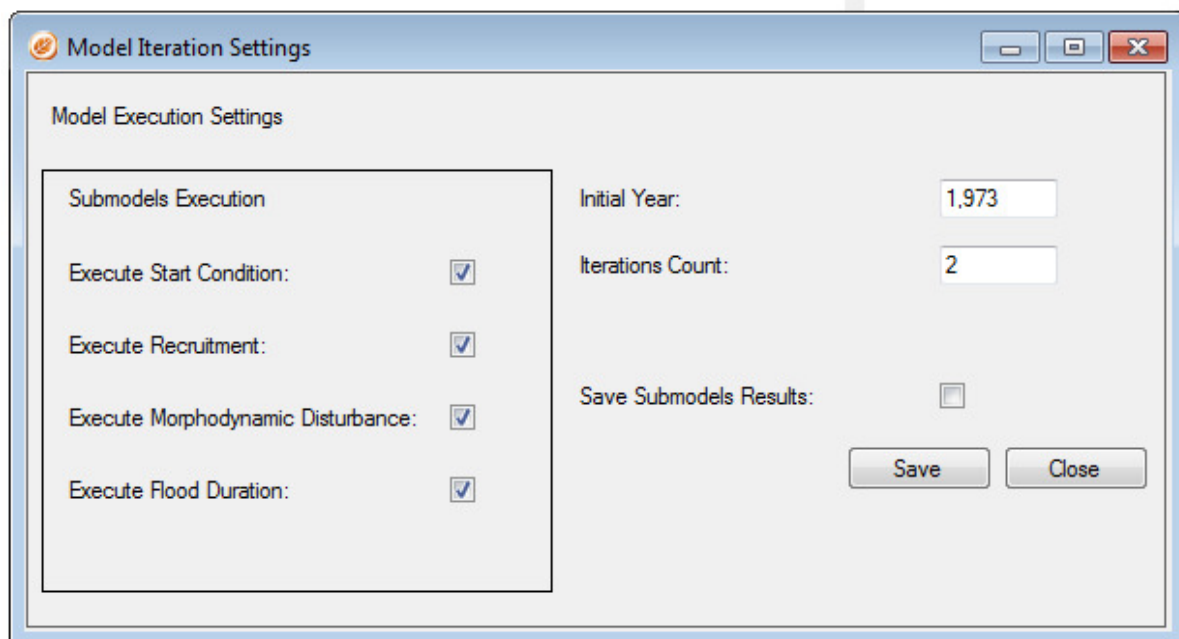 Model Iteration Settings
Model Execution Settings
Submodels Execution
Execute Start Condition:
Execute Recruitment:
Execute Morphodynamic Disturbance:
Execute Flood Duration:
Initial Year: 1,973
Iterations Count: 2
Save Submodels Results:
Save Close